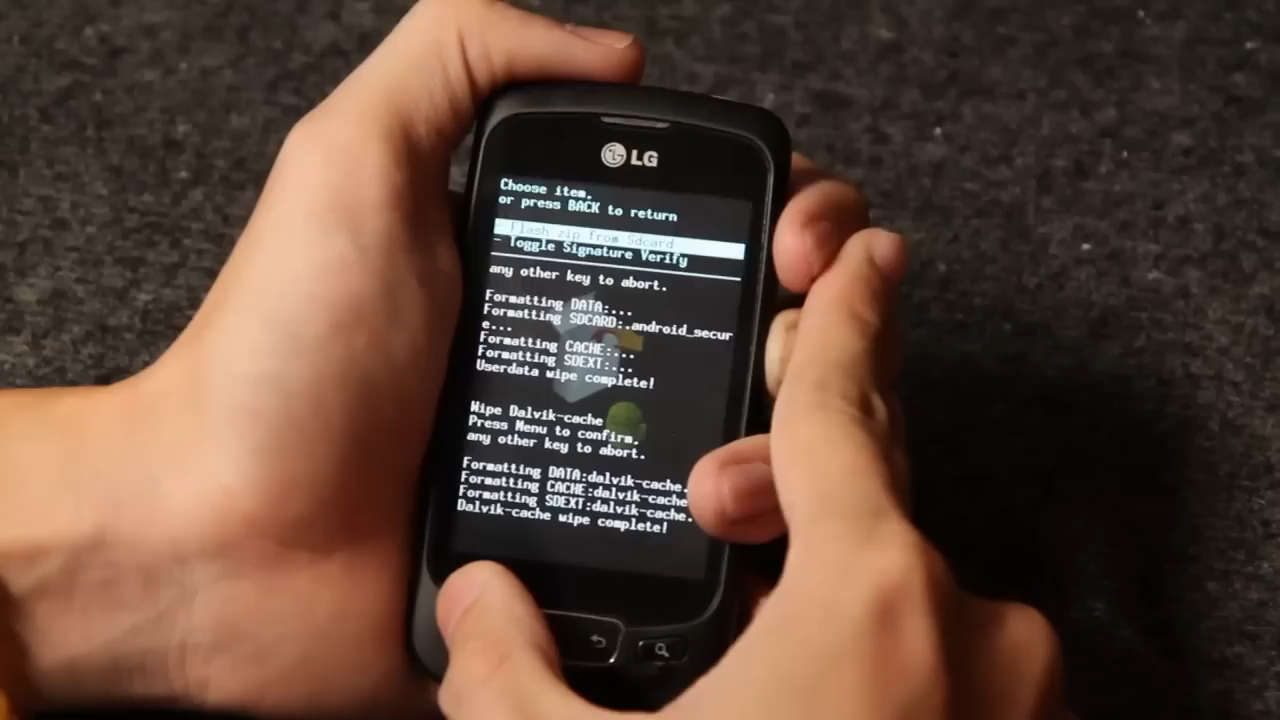 LG
Choose item.
or press BACK to return
- Flash zip from Sdcard
- Toggle Signature Verify
any other key to abort.
Formatting DATA:...
Formatting SDCARD:.android_secur
e...
Formatting CACHE:...
Formatting SDEXT:...
Userdata wipe complete!
Wipe Dalvik-cache
Press Menu to confirm.
any other key to abort.
Formatting DATA:dalvik-cache.
Formatting CACHE:dalvik-cache
Formatting SDEXT:dalvik-cache.
Dalvik-cache wipe complete!